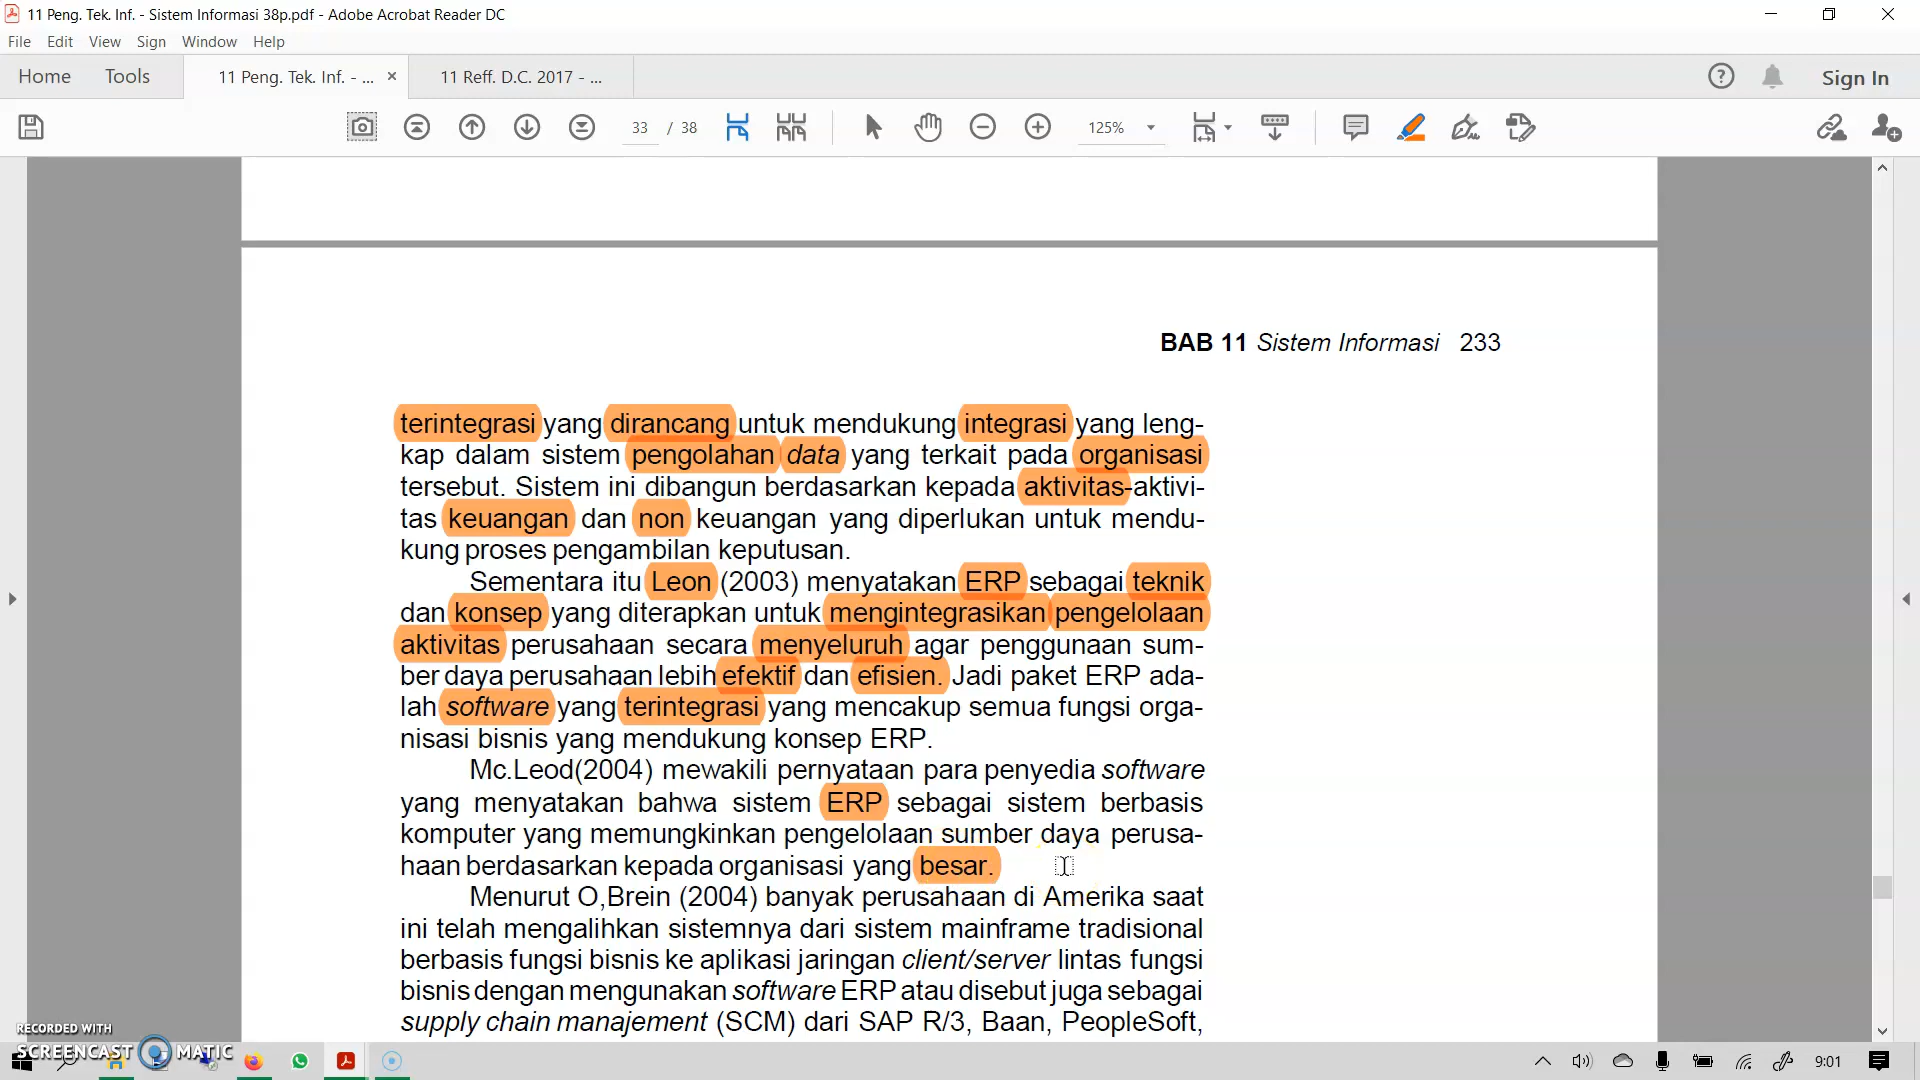 11 Peng. Tek. Inf. - Sistem Informasi 38p.pdf - Adobe Acrobat Reader DC
File Edit View Sign Window Help
Home Tools 11 Peng. Tek. Inf. - ... 11 Reff. D.C. 2017 - ... Sign In
33 / 38 125%
BAB 11 Sistem Informasi 233
terintegrasi yang dirancang untuk mendukung integrasi yang leng-
kap dalam sistem pengolahan data yang terkait pada organisasi
tersebut. Sistem ini dibangun berdasarkan kepada aktivitas-aktivi-
tas keuangan dan non keuangan yang diperlukan untuk mendu-
kung proses pengambilan keputusan.
Sementara itu Leon (2003) menyatakan ERP sebagai teknik
dan konsep yang diterapkan untuk mengintegrasikan pengelolaan
aktivitas perusahaan secara menyeluruh agar penggunaan sum-
ber daya perusahaan lebih efektif dan efisien. Jadi paket ERP ada-
lah software yang terintegrasi yang mencakup semua fungsi orga-
nisasi bisnis yang mendukung konsep ERP.
Mc.Leod(2004) mewakili pernyataan para penyedia software
yang menyatakan bahwa sistem ERP sebagai sistem berbasis
komputer yang memungkinkan pengelolaan sumber daya perusa-
haan berdasarkan kepada organisasi yang besar.
Menurut O,Brein (2004) banyak perusahaan di Amerika saat
ini telah mengalihkan sistemnya dari sistem mainframe tradisional
berbasis fungsi bisnis ke aplikasi jaringan client/server lintas fungsi
bisnis dengan mengunakan software ERP atau disebut juga sebagai
supply chain manajement (SCM) dari SAP R/3, Baan, PeopleSoft,
RECORDED WITH
SCREENCAST MATIC
9:01